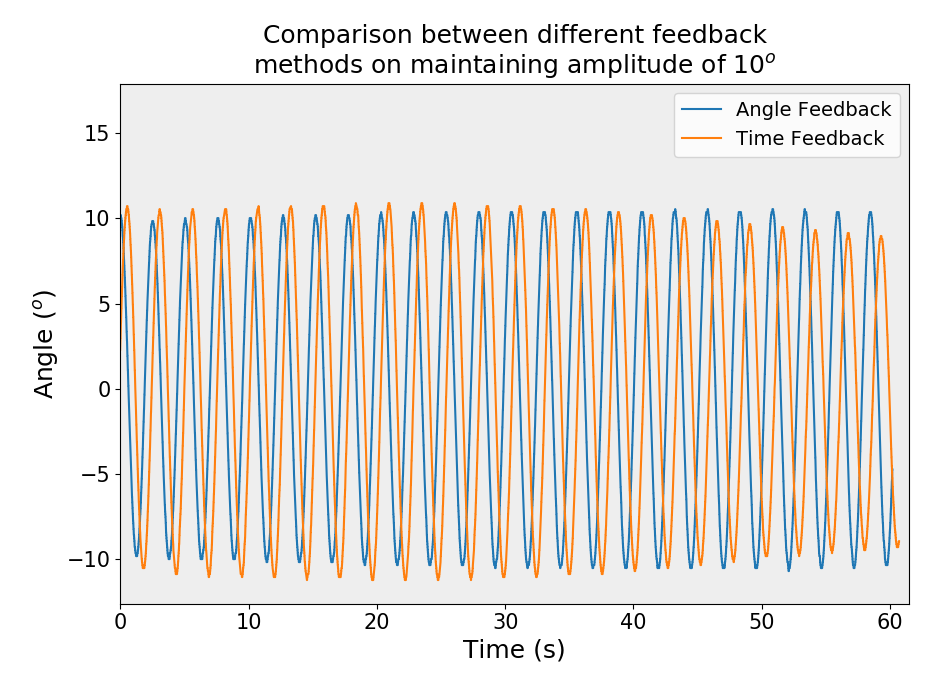 Comparison between different feedback
methods on maintaining amplitude of 10°
Angle Feedback
Time Feedback
15
10
5
0
−5
−10
Angle (°)
0 10 20 30 40 50 60
Time (s)